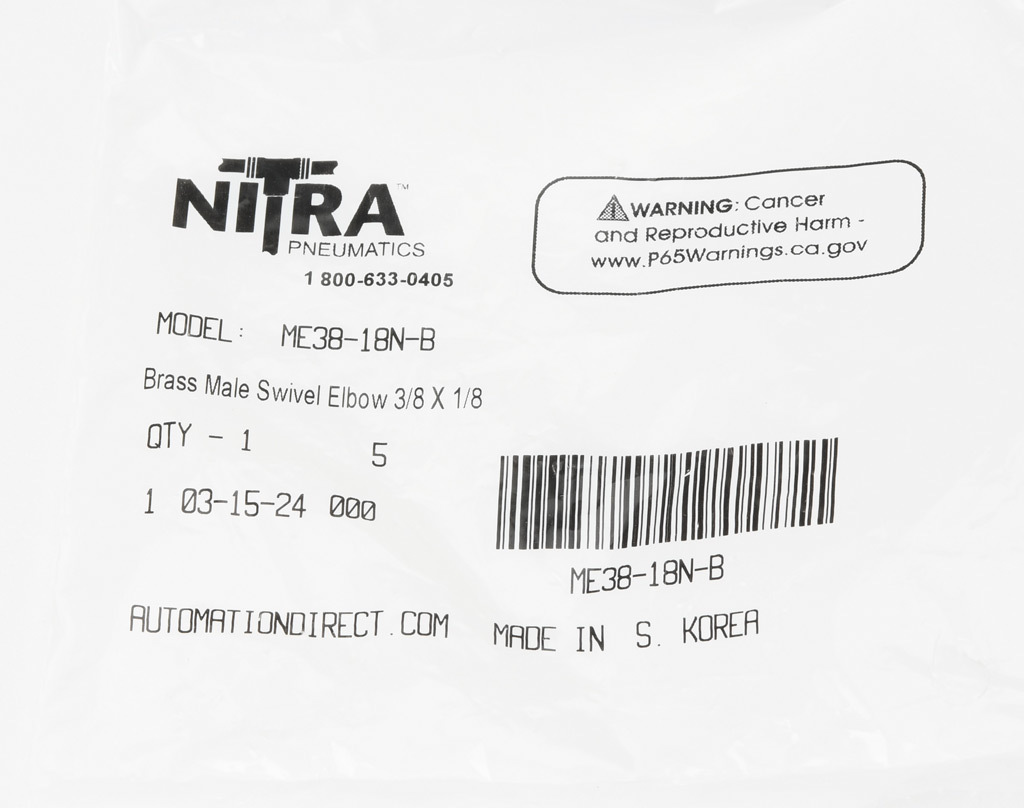 NITRA™
PNEUMATICS
1 800-633-0405
WARNING: Cancer
and Reproductive Harm -
www.P65Warnings.ca.gov
MODEL: ME38-18N-B
Brass Male Swivel Elbow 3/8 X 1/8
QTY - 1 5
1 03-15-24 000
ME38-18N-B
AUTOMATIONDIRECT.COM
MADE IN S. KOREA